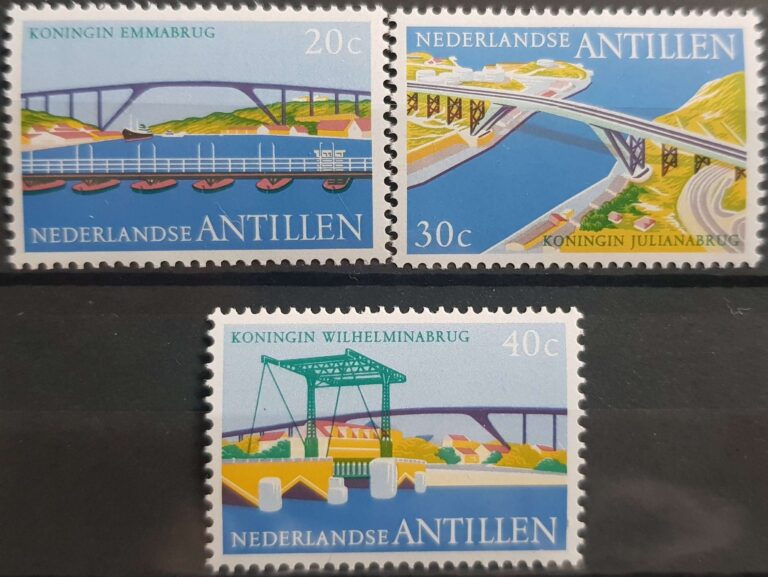 KONINGIN EMMABRUG
20c
NEDERLANDSE ANTILLEN
NEDERLANDSE ANTILLEN
30c
KONINGIN JULIANABRUG
KONINGIN WILHELMINABRUG
40c
NEDERLANDSE ANTILLEN